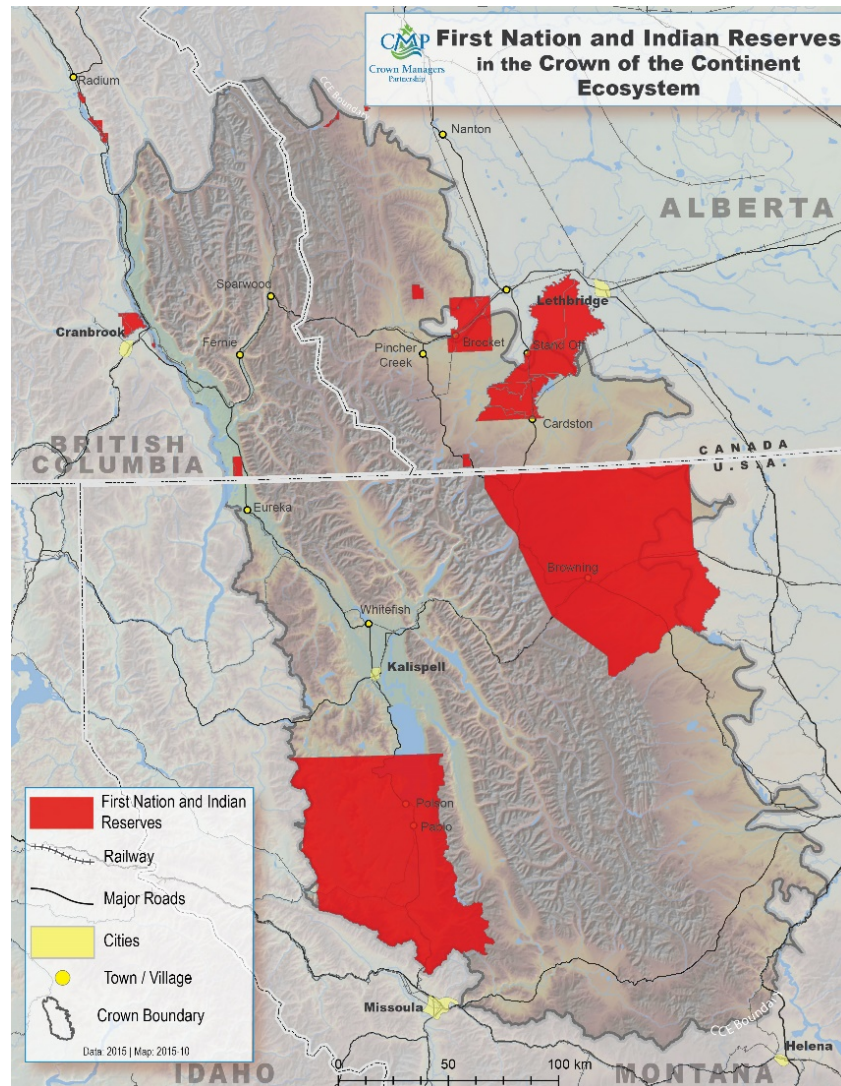 CMP
Crown Managers
Partnership
First Nation and Indian Reserves
in the Crown of the Continent
Ecosystem
CCE Boundary
Radium
Nanton
ALBERTA
Sparwood
Lethbridge
Cranbrook
Fernie
Pincher
Creek
Brocket
Stand Off
Cardston
BRITISH
COLUMBIA
CANADA
U.S.A.
Eureka
Browning
Whitefish
Kalispell
Polson
Pablo
First Nation and Indian
Reserves
Railway
Major Roads
Cities
Town / Village
Crown Boundary
Data: 2015 | Map: 2015-10
Missoula
CCE Boundary
Helena
IDAHO
0 50 100 km
MONTANA